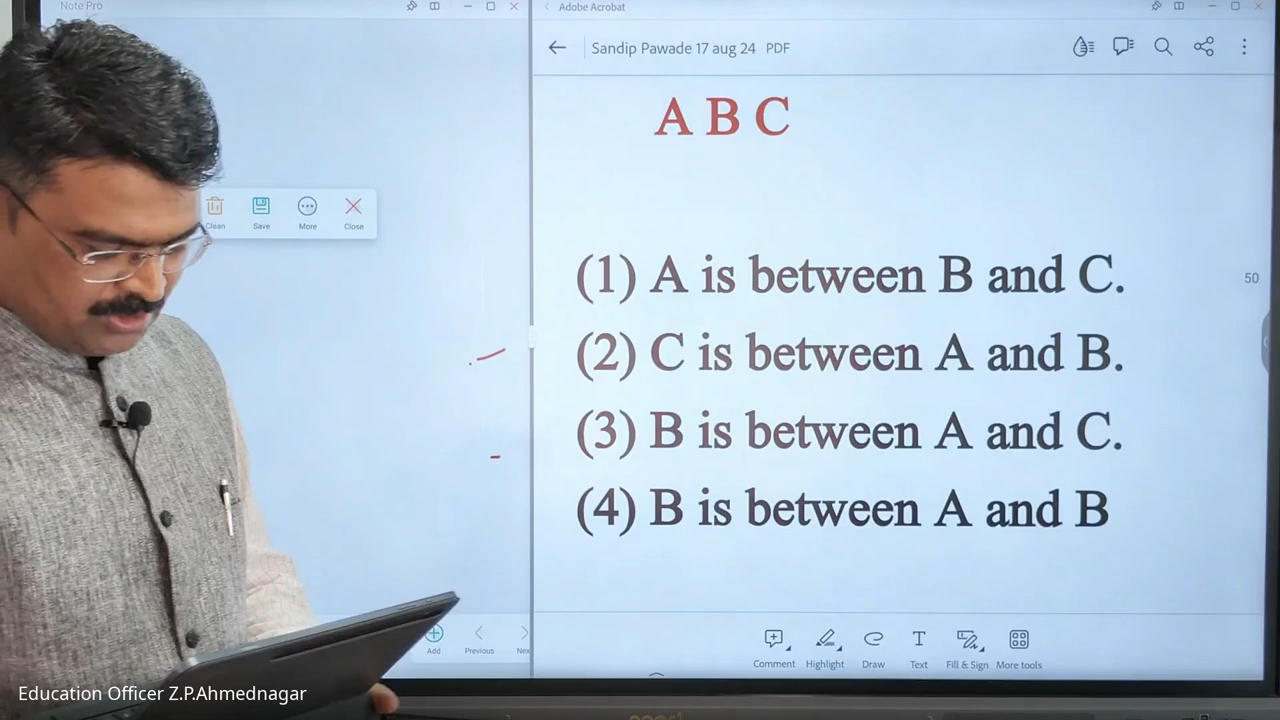 Note Pro
Adobe Acrobat
Sandip Pawade 17 aug 24 PDF
A B C
Clean Save More Close
(1) A is between B and C.
50
(2) C is between A and B.
(3) B is between A and C.
(4) B is between A and B
Add Previous Nex
Comment Highlight Draw Text Fill & Sign More tools
Education Officer Z.P.Ahmednagar